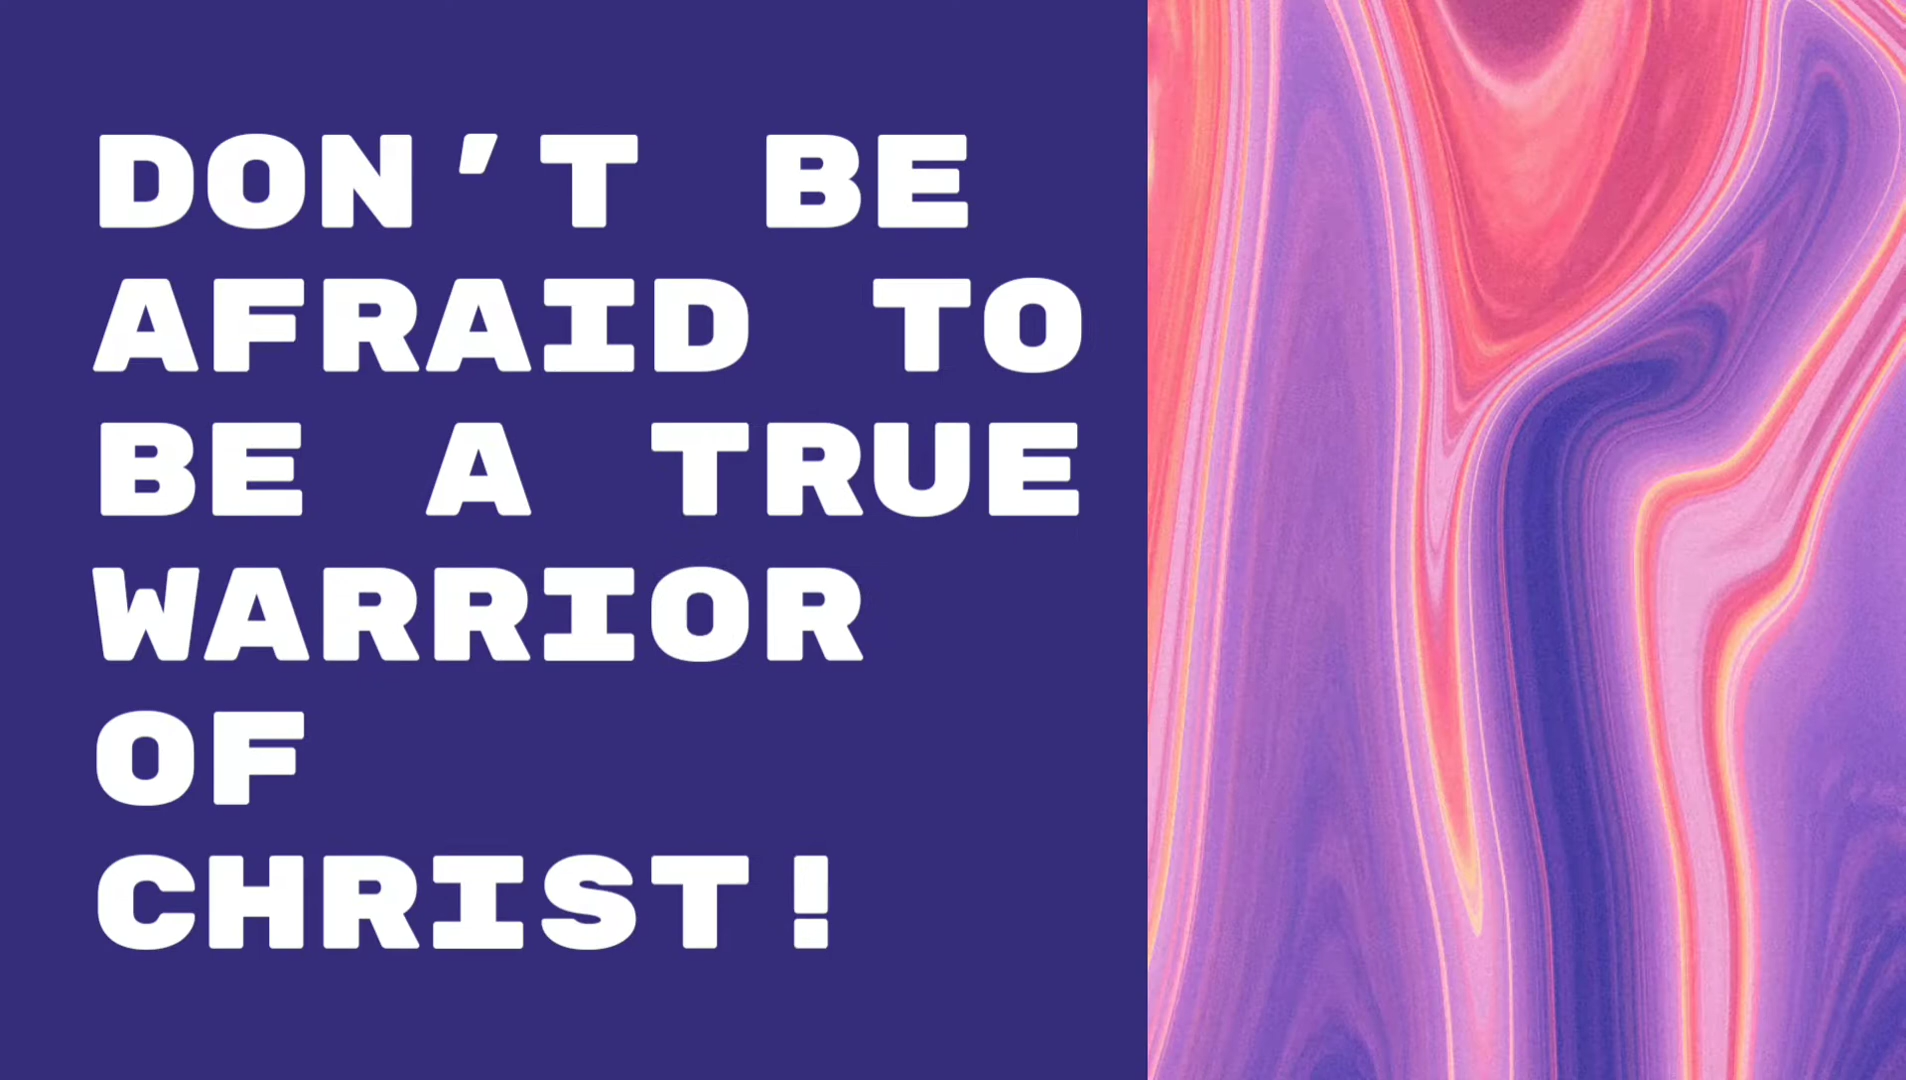 DON'T BE
AFRAID TO
BE A TRUE
WARRIOR
OF
CHRIST!